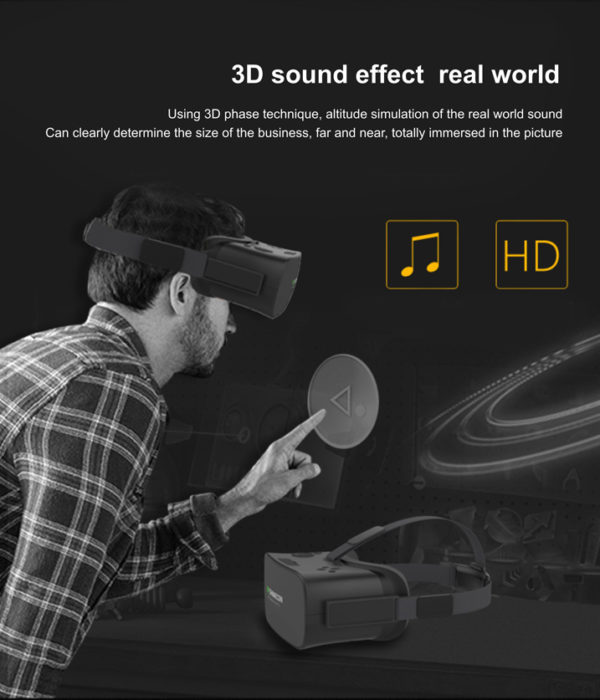 3D sound effect real world
Using 3D phase technique, altitude simulation of the real world sound
Can clearly determine the size of the business, far and near, totally immersed in the picture
HD